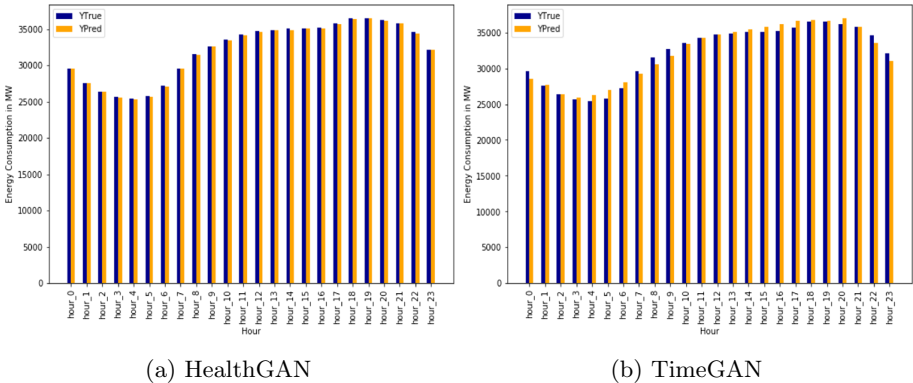 YTrue
YPred
Energy Consumption in MW
35000
30000
25000
20000
15000
10000
5000
0
hour_0
hour_1
hour_2
hour_3
hour_4
hour_5
hour_6
hour_7
hour_8
hour_9
hour_10
hour_11
hour_12
hour_13
hour_14
hour_15
hour_16
hour_17
hour_18
hour_19
hour_20
hour_21
hour_22
hour_23
Hour
(a) HealthGAN
YTrue
YPred
Energy Consumption in MW
35000
30000
25000
20000
15000
10000
5000
0
hour_0
hour_1
hour_2
hour_3
hour_4
hour_5
hour_6
hour_7
hour_8
hour_9
hour_10
hour_11
hour_12
hour_13
hour_14
hour_15
hour_16
hour_17
hour_18
hour_19
hour_20
hour_21
hour_22
hour_23
Hour
(b) TimeGAN